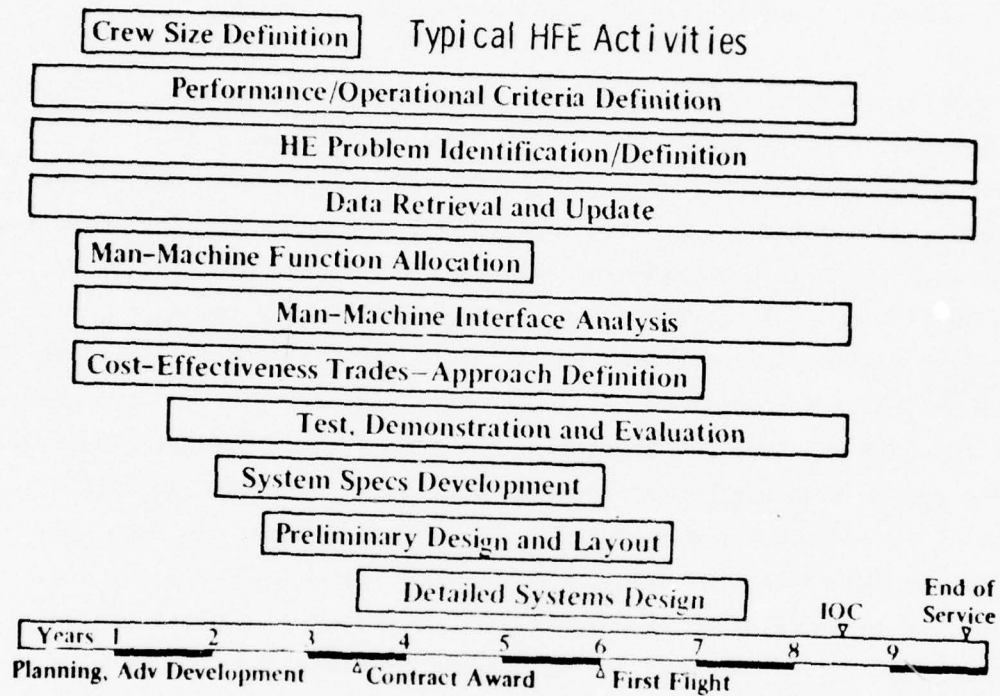 Crew Size Definition
Typical HFE Activities
Performance/Operational Criteria Definition
HE Problem Identification/Definition
Data Retrieval and Update
Man-Machine Function Allocation
Man-Machine Interface Analysis
Cost-Effectiveness Trades-Approach Definition
Test, Demonstration and Evaluation
System Specs Development
Preliminary Design and Layout
Detailed Systems Design
IOC
End of
Service
Years 1 2 3 4 5 6 7 8 9
Planning, Adv Development
Contract Award
First Flight